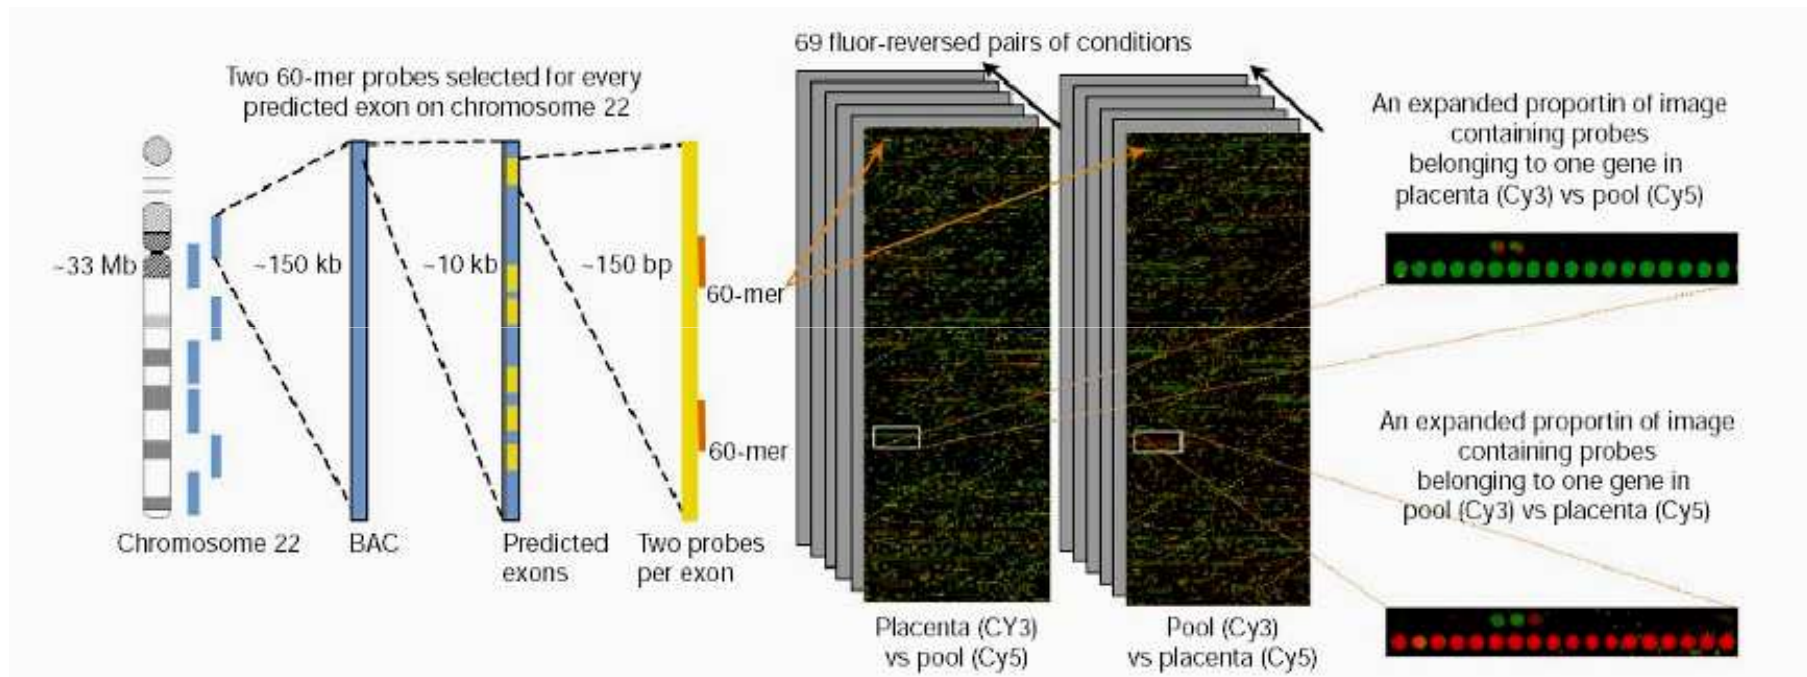 69 fluor-reversed pairs of conditions
Two 60-mer probes selected for every
predicted exon on chromosome 22
~33 Mb
~150 kb
~10 kb
~150 bp
60-mer
60-mer
Chromosome 22
BAC
Predicted
exons
Two probes
per exon
Placenta (CY3)
vs pool (Cy5)
Pool (Cy3)
vs placenta (Cy5)
An expanded proportin of image
containing probes
belonging to one gene in
placenta (Cy3) vs pool (Cy5)
An expanded proportin of image
containing probes
belonging to one gene in
pool (Cy3) vs placenta (Cy5)